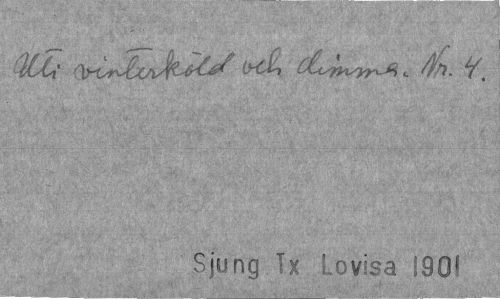 Uti vinterköld och dimma. Nr. 4.
Sjung Tx Lovisa 1901